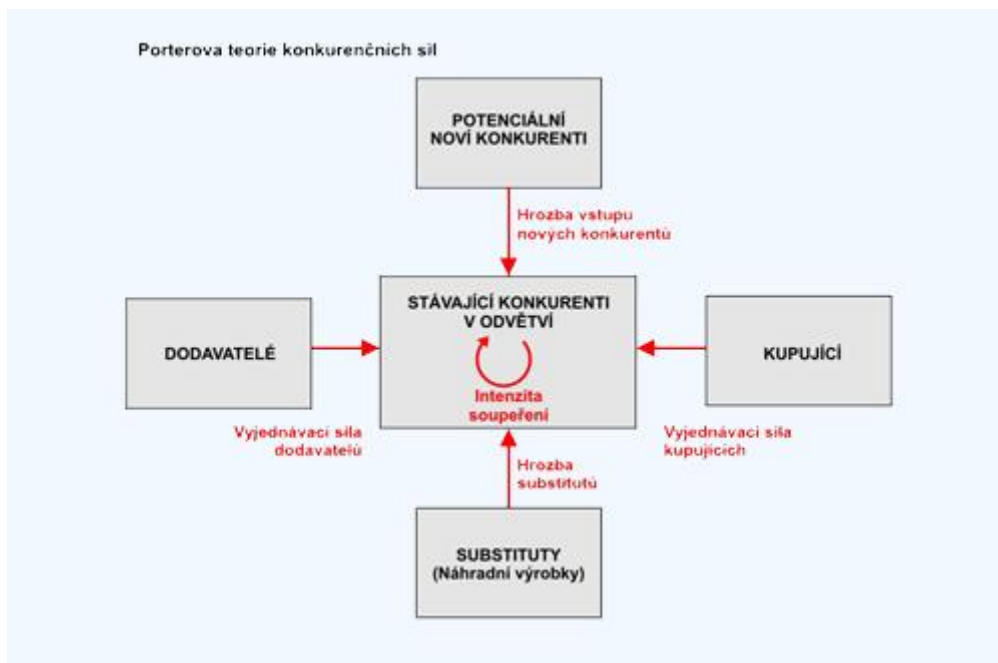 Porterova teorie konkurenčních sil
POTENCIÁLNÍ
NOVÍ KONKURENTI
Hrozba vstupu
nových konkurentů
STÁVAJÍCÍ KONKURENTI
V ODVĚTVÍ
DODAVATELÉ
KUPUJÍCÍ
Intenzita
soupeření
Vyjednávací síla
dodavatelů
Vyjednávací síla
kupujících
Hrozba
substitutů
SUBSTITUTY
(Náhradní výrobky)